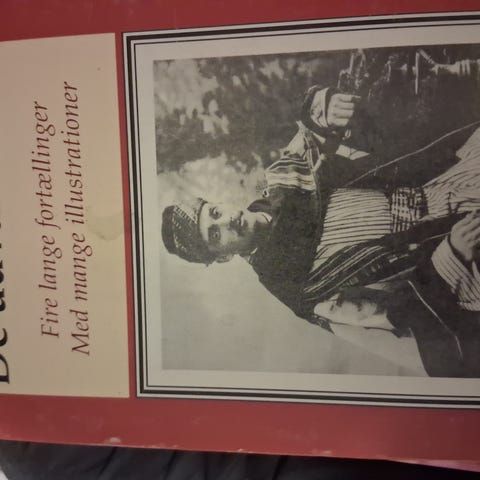 De
Fire lange fortællinger
Med mange illustrationer